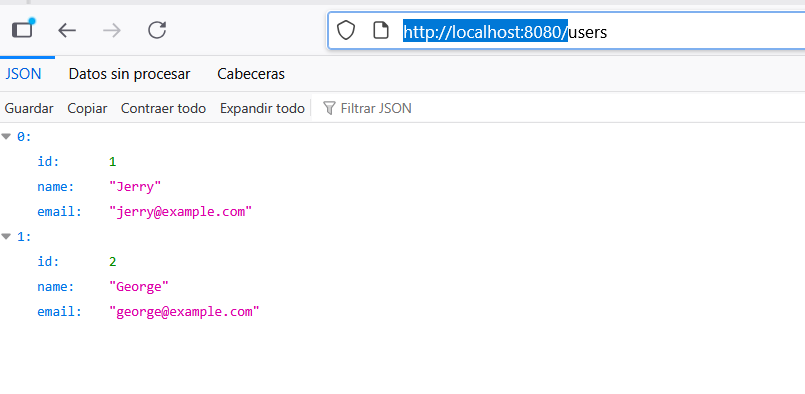 http://localhost:8080/users
JSON Datos sin procesar Cabeceras
Guardar Copiar Contraer todo Expandir todo Filtrar JSON
0:
id: 1
name: "Jerry"
email: "jerry@example.com"
1:
id: 2
name: "George"
email: "george@example.com"